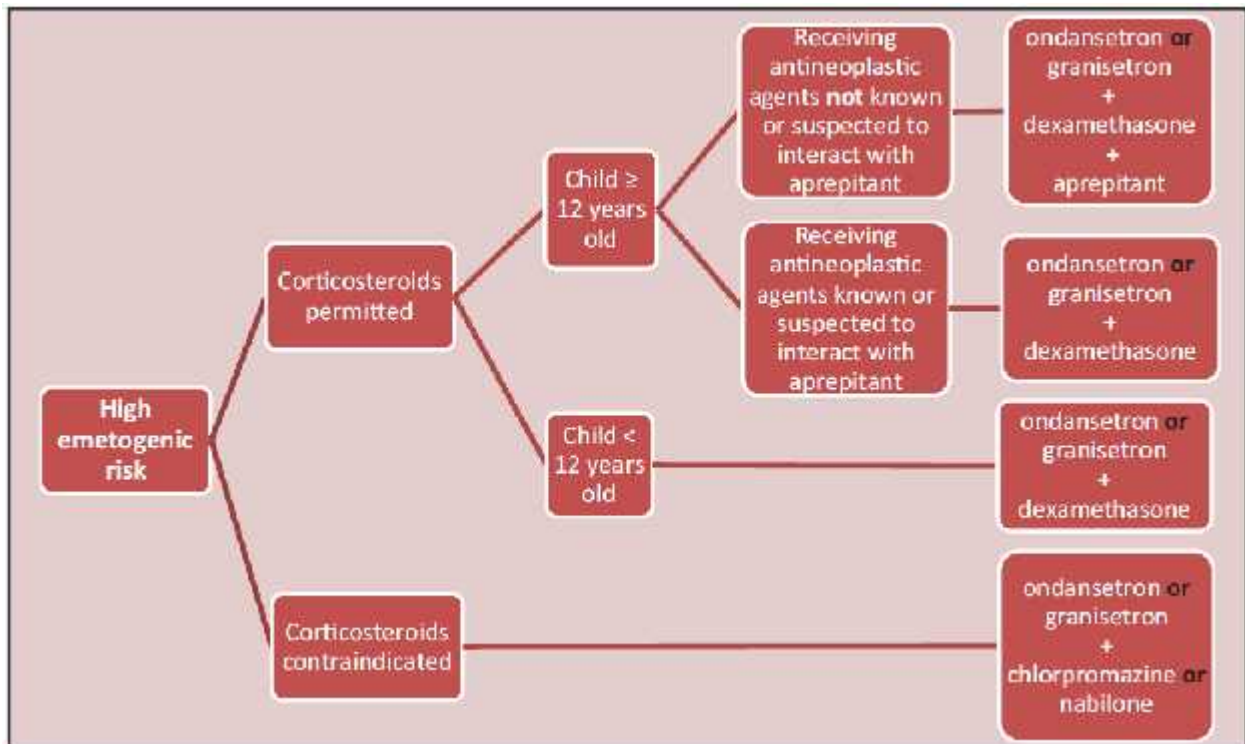 High
emetogenic
risk
Corticosteroids
permitted
Child ≥
12 years
old
Receiving
antineoplastic
agents not known
or suspected to
interact with
aprepitant
ondansetron or
granisetron
+
dexamethasone
+
aprepitant
Receiving
antineoplastic
agents known or
suspected to
interact with
aprepitant
ondansetron or
granisetron
+
dexamethasone
Child <
12 years
old
ondansetron or
granisetron
+
dexamethasone
Corticosteroids
contraindicated
ondansetron or
granisetron
+
chlorpromazine or
nabilone